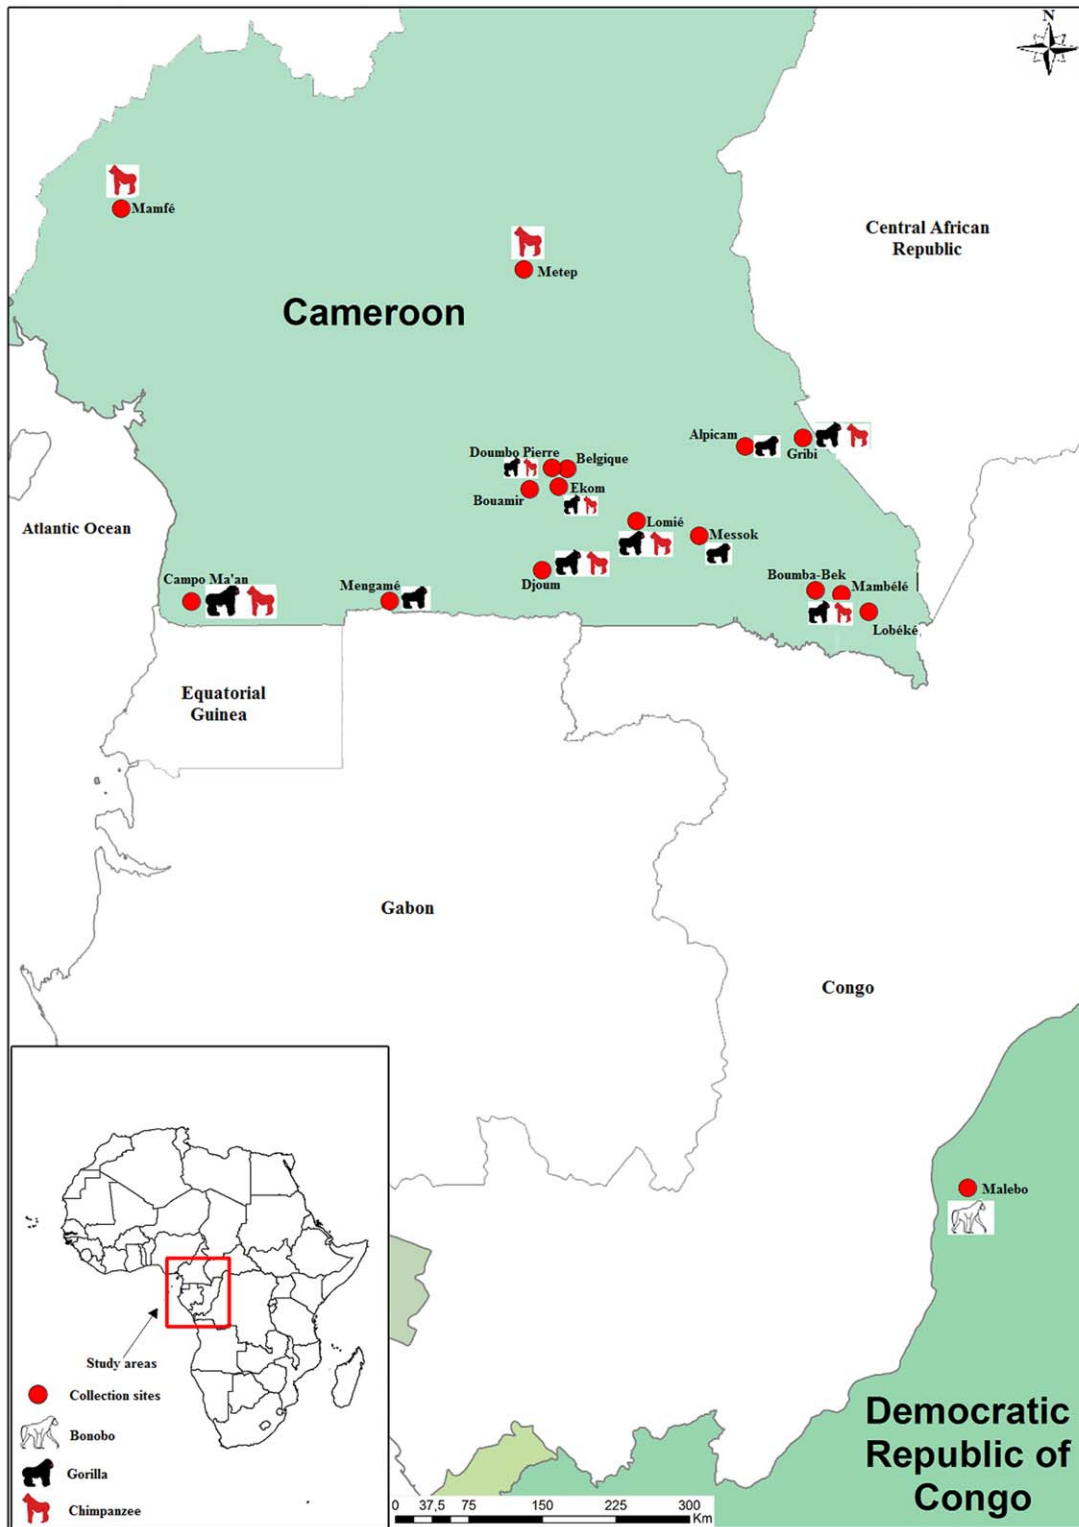 N
Mamfé
Central African
Republic
Metep
Cameroon
Alpicam
Gribi
Doumbo Pierre
Belgique
Bouamir
Ekom
Atlantic Ocean
Lomié
Messok
Djoum
Boumba-Bek
Mambélé
Campo Ma'an
Mengamé
Lobéké
Equatorial
Guinea
Gabon
Congo
Malebo
Study areas
Collection sites
Bonobo
Gorilla
Chimpanzee
Democratic
Republic of
Congo
0 37,5 75 150 225 300
Km